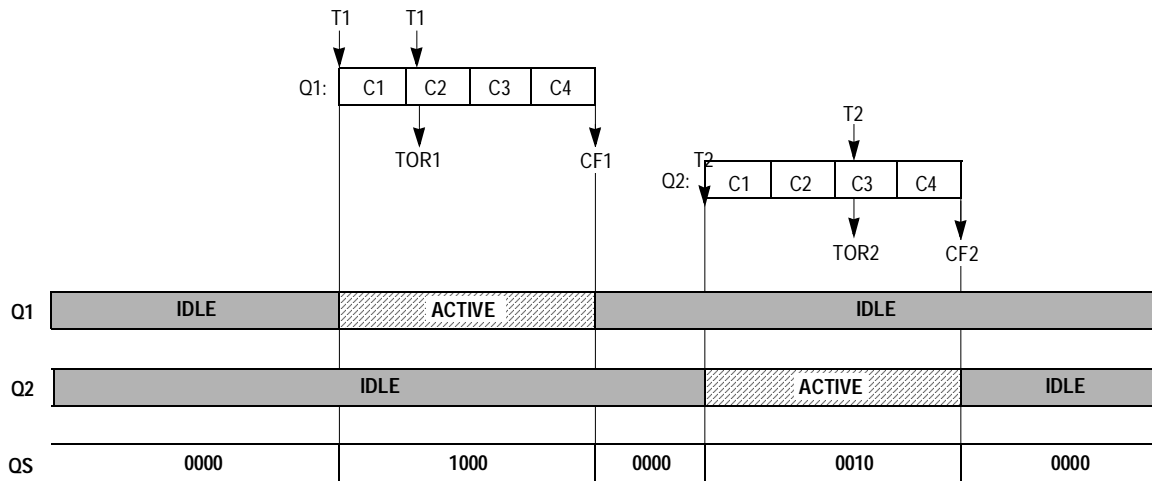 T1 T1
Q1: C1 C2 C3 C4
T2
TOR1 CF1 T2
Q2: C1 C2 C3 C4
TOR2 CF2
Q1 IDLE ACTIVE IDLE
Q2 IDLE ACTIVE IDLE
QS 0000 1000 0000 0010 0000